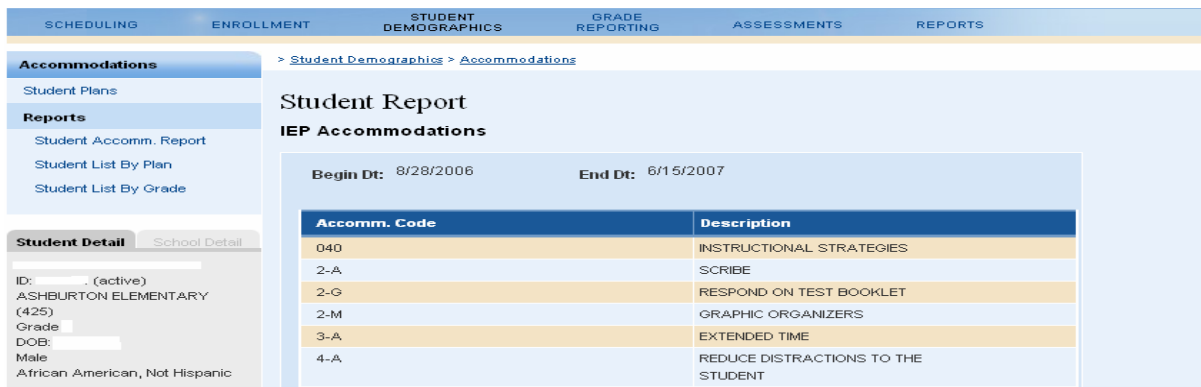 SCHEDULING ENROLLMENT STUDENT DEMOGRAPHICS GRADE REPORTING ASSESSMENTS REPORTS
Accommodations
Student Plans
Reports
Student Accomm. Report
Student List By Plan
Student List By Grade
Student Detail School Detail
ID: . (active)
ASHBURTON ELEMENTARY
(425)
Grade
DOB:
Male
African American, Not Hispanic
> Student Demographics > Accommodations
Student Report
IEP Accommodations
Begin Dt: 8/28/2006 End Dt: 6/15/2007
Accomm. Code Description
040 INSTRUCTIONAL STRATEGIES
2-A SCRIBE
2-G RESPOND ON TEST BOOKLET
2-M GRAPHIC ORGANIZERS
3-A EXTENDED TIME
4-A REDUCE DISTRACTIONS TO THE
STUDENT